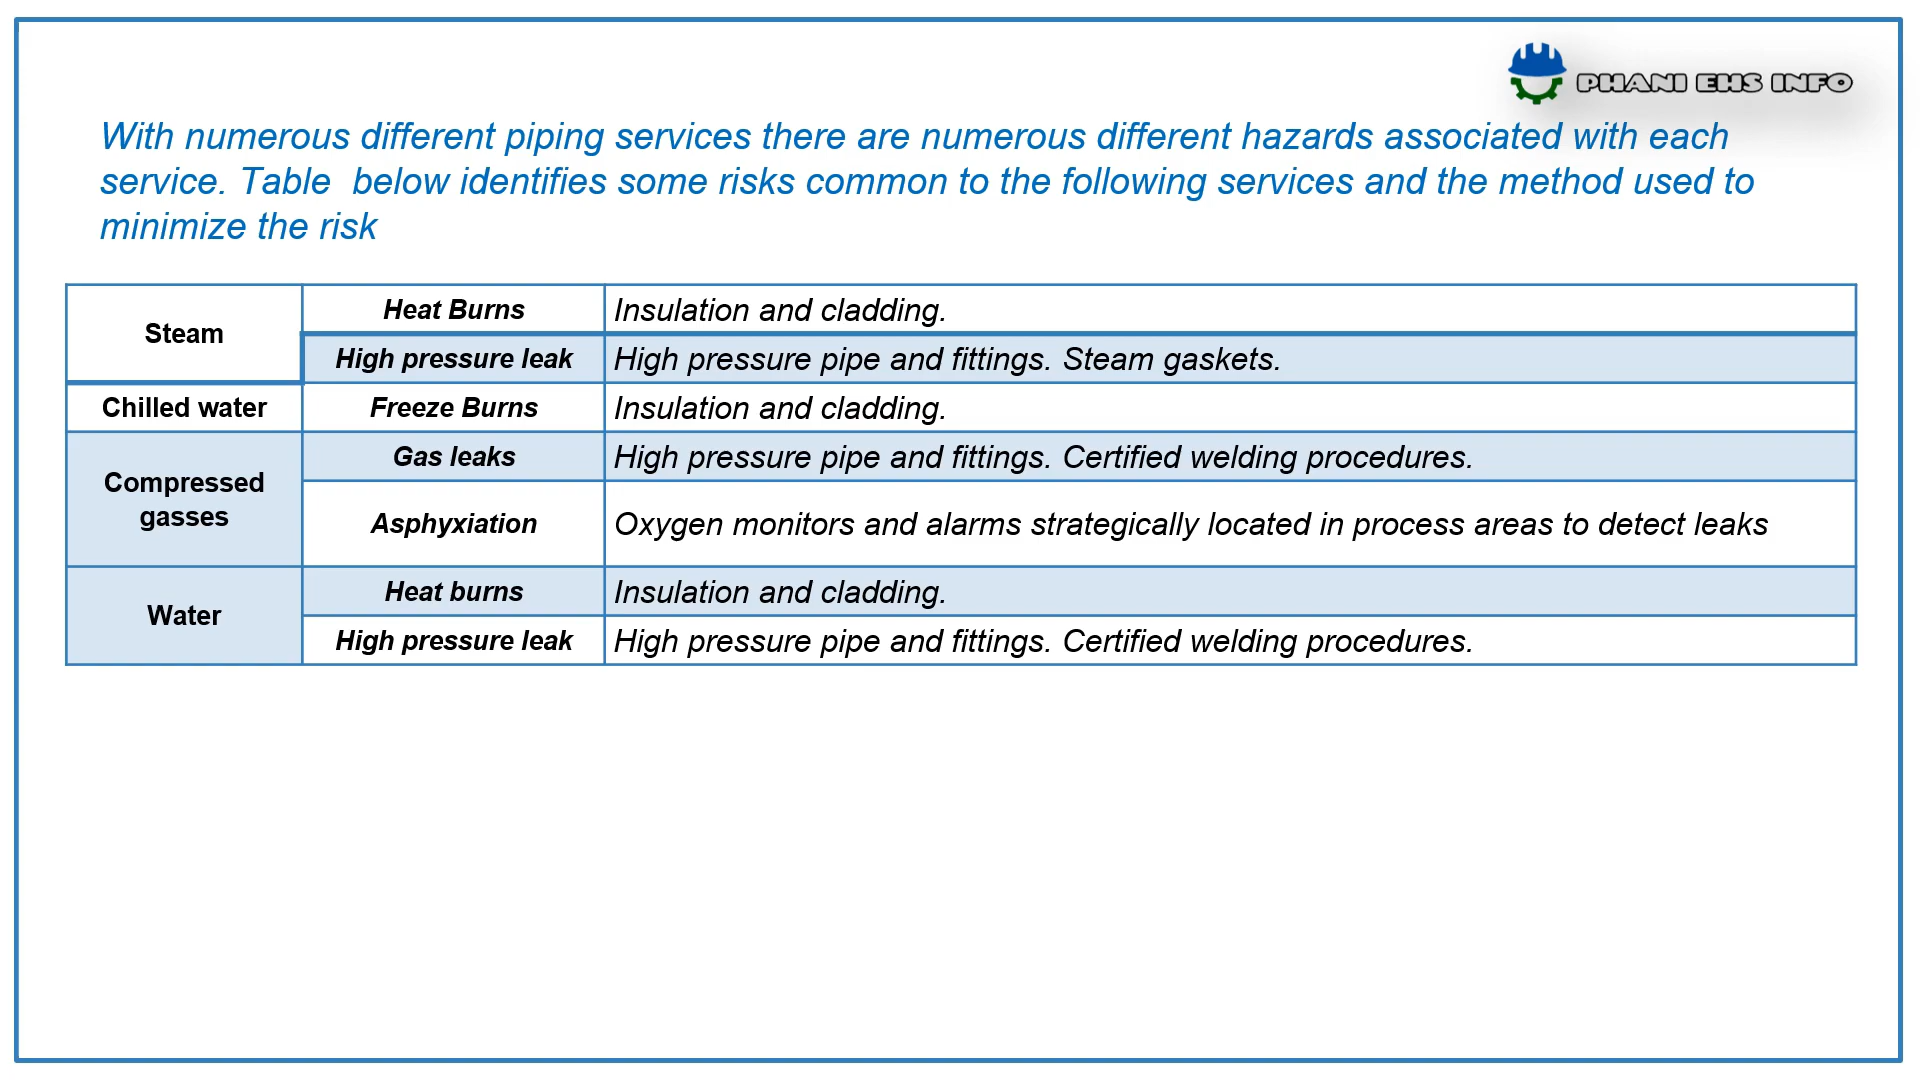 PHANI EHS INFO
With numerous different piping services there are numerous different hazards associated with each
service. Table below identifies some risks common to the following services and the method used to
minimize the risk
Steam
Heat Burns
Insulation and cladding.
High pressure leak
High pressure pipe and fittings. Steam gaskets.
Chilled water
Freeze Burns
Insulation and cladding.
Compressed
gasses
Gas leaks
High pressure pipe and fittings. Certified welding procedures.
Asphyxiation
Oxygen monitors and alarms strategically located in process areas to detect leaks
Water
Heat burns
Insulation and cladding.
High pressure leak
High pressure pipe and fittings. Certified welding procedures.